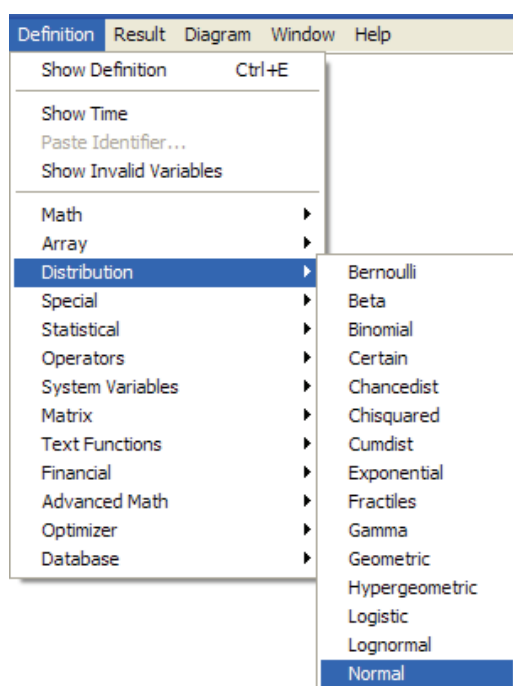 Definition Result Diagram Window Help
Show Definition Ctrl+E
Show Time
Paste Identifier...
Show Invalid Variables
Math
Array
Distribution
Special
Statistical
Operators
System Variables
Matrix
Text Functions
Financial
Advanced Math
Optimizer
Database
Bernoulli
Beta
Binomial
Certain
Chancedist
Chisquared
Cumdist
Exponential
Fractiles
Gamma
Geometric
Hypergeometric
Logistic
Lognormal
Normal